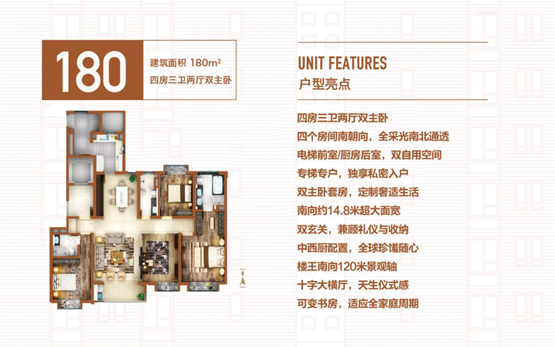 180
建筑面积 180m²
四房三卫两厅双主卧
UNIT FEATURES
户型亮点
四房三卫两厅双主卧
四个房间南朝向，全采光南北通透
电梯前室/厨房后室，双自用空间
专梯专户，独享私密入户
双主卧套房，定制奢适生活
南向约14.8米超大面宽
双玄关，兼顾礼仪与收纳
中西厨配置，全球珍馐随心
楼王南向120米景观轴
十字大横厅，天生仪式感
可变书房，适应全家庭周期